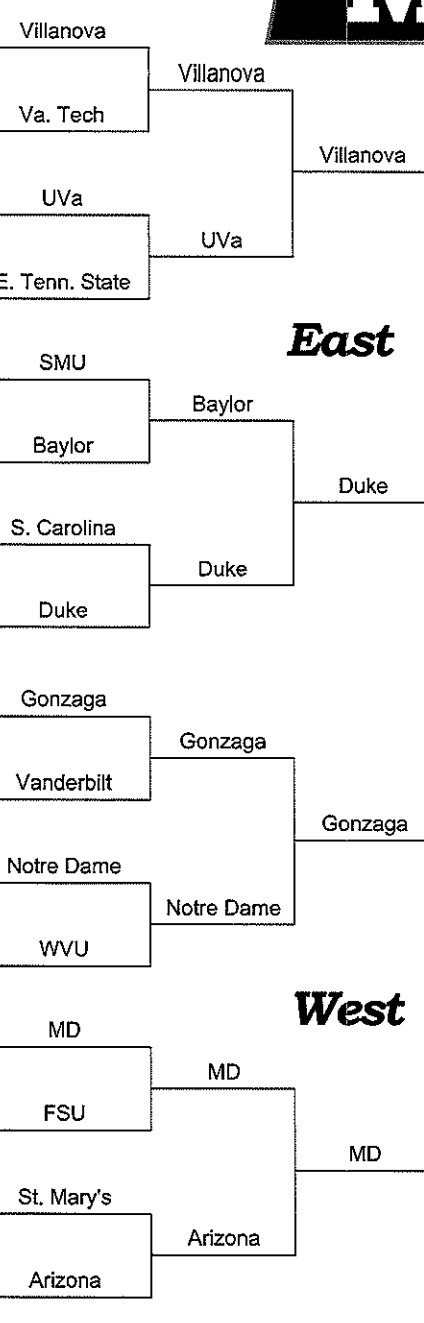 Villanova
Villanova
Va. Tech
Villanova
UVa
UVa
E. Tenn. State
East
SMU
Baylor
Baylor
Duke
S. Carolina
Duke
Duke
Gonzaga
Gonzaga
Vanderbilt
Gonzaga
Notre Dame
Notre Dame
WVU
West
MD
MD
FSU
MD
St. Mary's
Arizona
Arizona